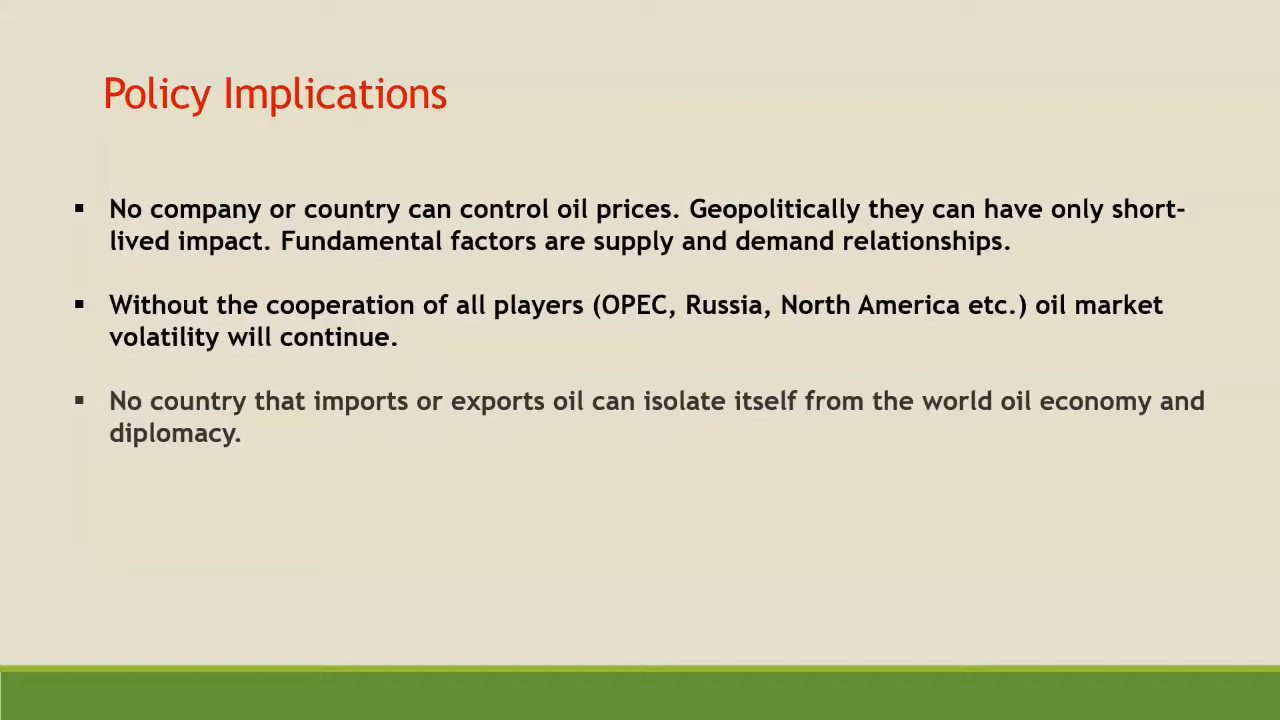 Policy Implications
▪ No company or country can control oil prices. Geopolitically they can have only short-
lived impact. Fundamental factors are supply and demand relationships.
▪ Without the cooperation of all players (OPEC, Russia, North America etc.) oil market
volatility will continue.
▪ No country that imports or exports oil can isolate itself from the world oil economy and
diplomacy.